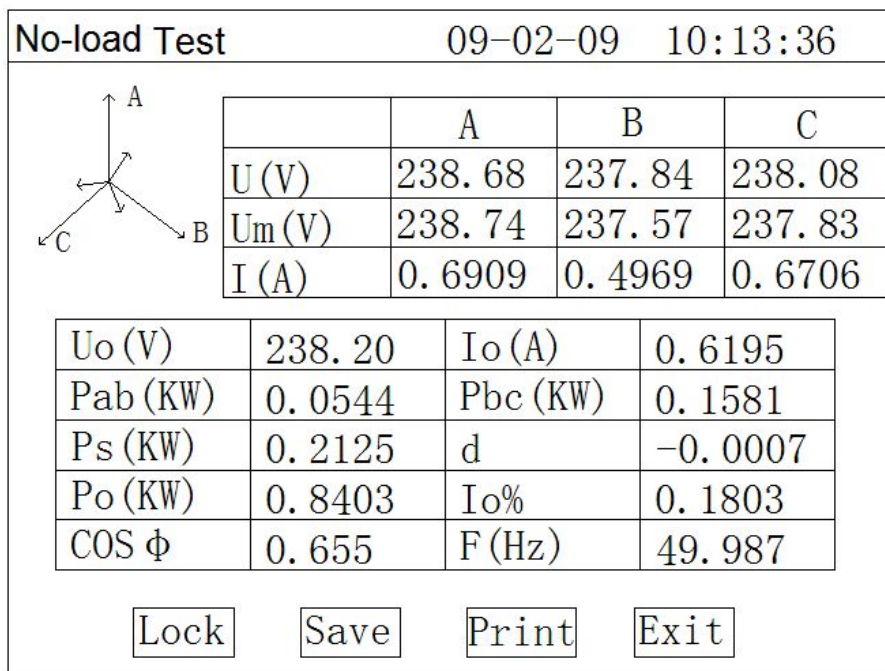 No-load Test 09-02-09 10:13:36
A
A B C
U(V) 238.68 237.84 238.08
B Um(V) 238.74 237.57 237.83
C
I(A) 0.6909 0.4969 0.6706
Uo(V) 238.20 Io(A) 0.6195
Pab(KW) 0.0544 Pbc(KW) 0.1581
Ps(KW) 0.2125 d -0.0007
Po(KW) 0.8403 Io% 0.1803
COSΦ 0.655 F(Hz) 49.987
Lock Save Print Exit